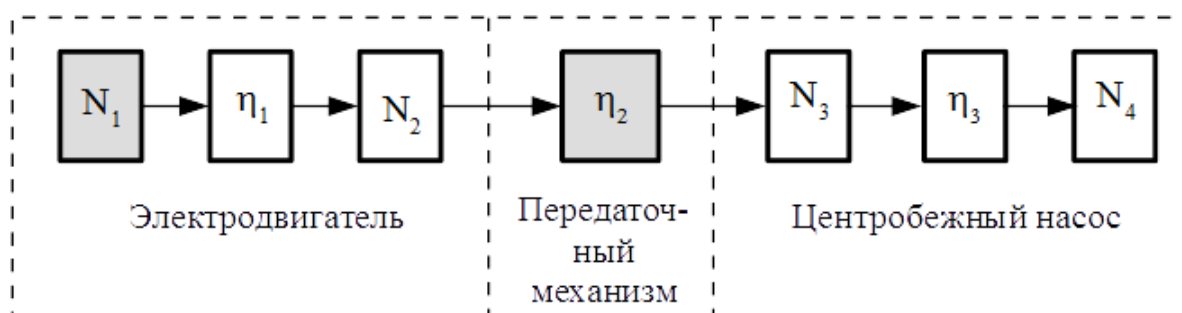 N₁ η₁ N₂ η₂ N₃ η₃ N₄
Электродвигатель
Передаточ-
ный
механизм
Центробежный насос